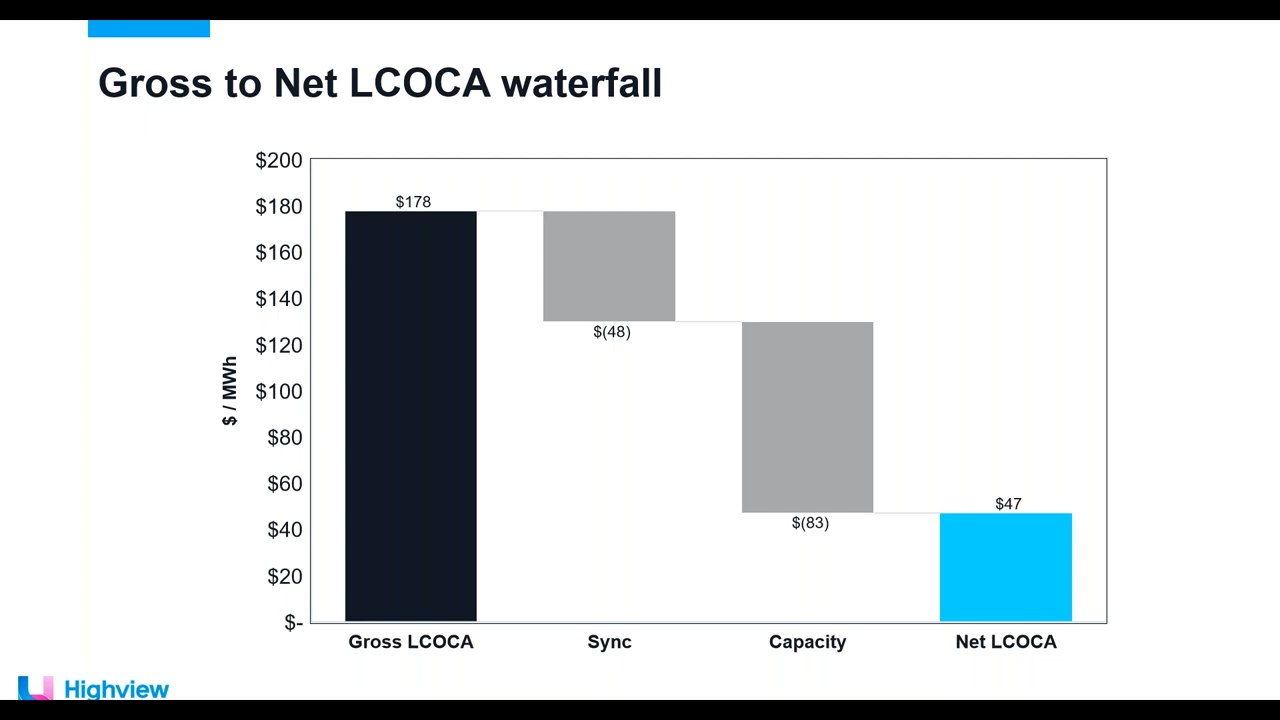 Gross to Net LCOCA waterfall
$200
$180
$160
$140
$120
$100
$80
$60
$40
$20
$-
$ / MWh
$178
$(48)
$(83)
$47
Gross LCOCA
Sync
Capacity
Net LCOCA
Highview